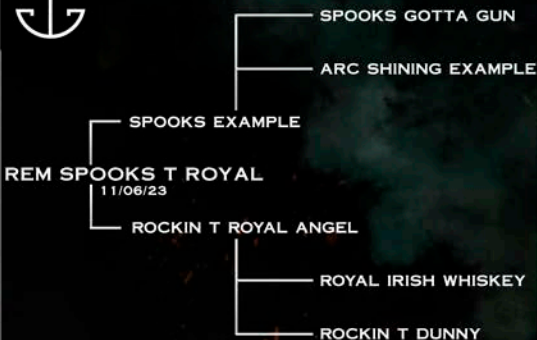 SPOOKS GOTTA GUN
ARC SHINING EXAMPLE
SPOOKS EXAMPLE
REM SPOOKS T ROYAL
11/06/23
ROCKIN T ROYAL ANGEL
ROYAL IRISH WHISKEY
ROCKIN T DUNNY